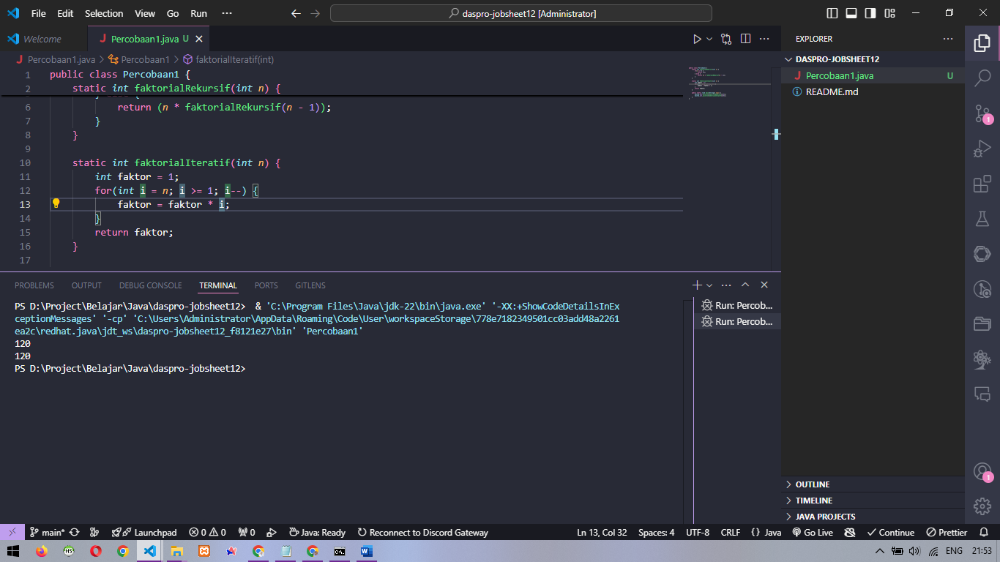 File Edit Selection View Go Run ··· daspro-jobsheet12 [Administrator]
Welcome
Percobaan1.java U
EXPLORER
Percobaan1.java > Percobaan1 > faktorialIteratif(int)
DASPRO-JOBSHEET12
Percobaan1.java U
README.md
1 public class Percobaan1 {
2 static int faktorialRekursif(int n) {
6 return (n * faktorialRekursif(n - 1));
7 }
8 }
9
10 static int faktorialIteratif(int n) {
11 int faktor = 1;
12 for(int i = n; i >= 1; i--) {
13 faktor = faktor * i;
14 }
15 return faktor;
16 }
17
PROBLEMS OUTPUT DEBUG CONSOLE TERMINAL PORTS GITLENS
PS D:\Project\Belajar\Java\daspro-jobsheet12> & 'C:\Program Files\Java\jdk-22\bin\java.exe' '-XX:+ShowCodeDetailsInEx
ceptionMessages' '-cp' 'C:\Users\Administrator\AppData\Roaming\Code\User\workspaceStorage\778e7182349501cc03add48a2261
ea2c\redhat.java\jdt_ws\daspro-jobsheet12_f8121e27\bin' 'Percobaan1'
120
120
PS D:\Project\Belajar\Java\daspro-jobsheet12>
Run: Percob...
Run: Percob...
1
1
OUTLINE
TIMELINE
JAVA PROJECTS
main* Launchpad 0 0 0 Java: Ready Reconnect to Discord Gateway Ln 13, Col 32 Spaces: 4 UTF-8 CRLF {} Java Go Live Continue Prettier
HS ENG 21:53